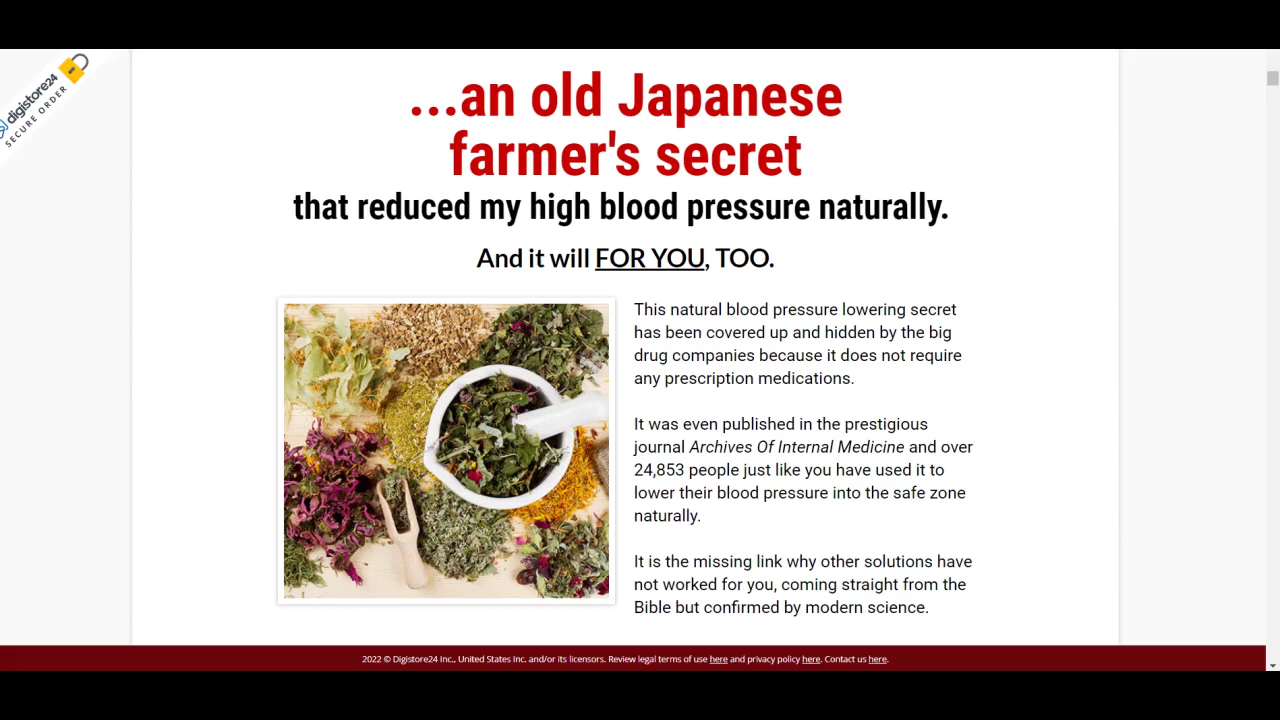 digistore24
SECURE ORDER
...an old Japanese
farmer's secret
that reduced my high blood pressure naturally.
And it will FOR YOU, TOO.
This natural blood pressure lowering secret
has been covered up and hidden by the big
drug companies because it does not require
any prescription medications.
It was even published in the prestigious
journal Archives Of Internal Medicine and over
24,853 people just like you have used it to
lower their blood pressure into the safe zone
naturally.
It is the missing link why other solutions have
not worked for you, coming straight from the
Bible but confirmed by modern science.
2022 © Digistore24 Inc., United States Inc. and/or its licensors. Review legal terms of use here and privacy policy here. Contact us here.